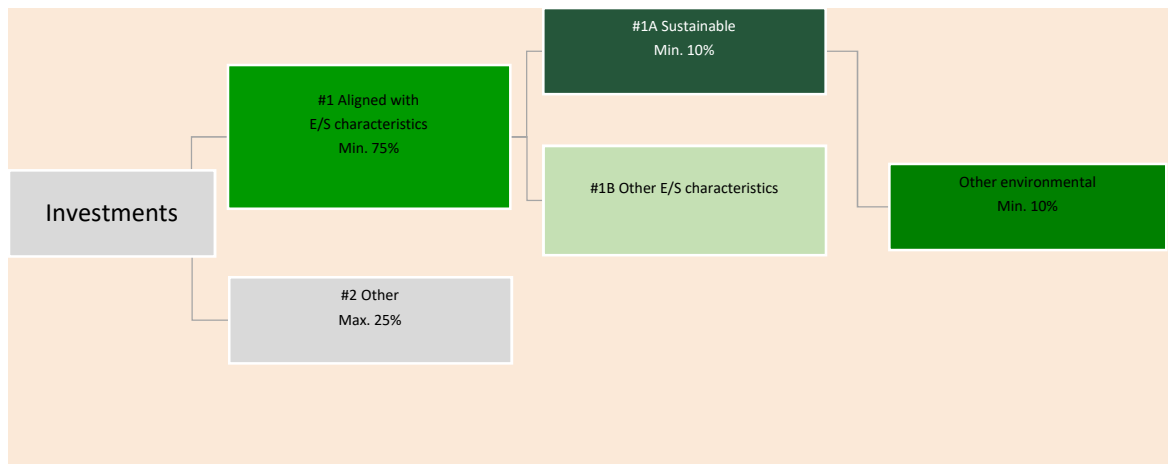 #1A Sustainable
Min. 10%
#1 Aligned with
E/S characteristics
Min. 75%
#1B Other E/S characteristics
Other environmental
Min. 10%
Investments
#2 Other
Max. 25%